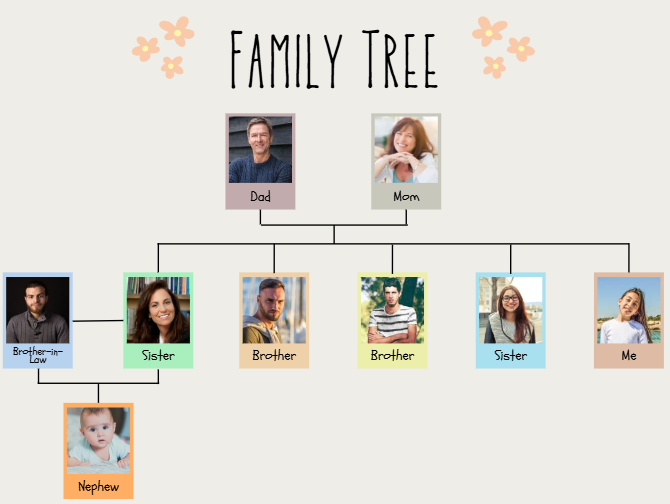 Family Tree
Dad
Mom
Brother-in-
Law
Sister
Brother
Brother
Sister
Me
Nephew